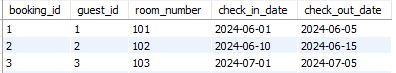 booking_id guest_id room_number check_in_date check_out_date
1 1 101 2024-06-01 2024-06-05
2 2 102 2024-06-10 2024-06-15
3 3 103 2024-07-01 2024-07-05